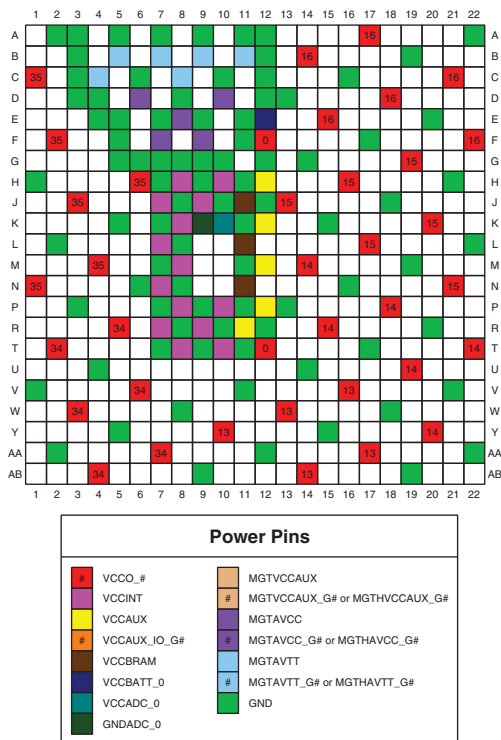 1 2 3 4 5 6 7 8 9 10 11 12 13 14 15 16 17 18 19 20 21 22
A 16 A
B 14 B
C 35 16 C
D 16 D
E 15 E
F 35 0 16 F
G 15 G
H 35 16 H
J 35 15 J
K 15 K
L 15 L
M 35 14 M
N 35 15 N
P 14 P
R 34 15 R
T 34 0 14 T
U 14 U
V 34 13 V
W 34 13 W
Y 13 14 Y
AA 34 13 AA
AB 34 13 AB
1 2 3 4 5 6 7 8 9 10 11 12 13 14 15 16 17 18 19 20 21 22
Power Pins
# VCCO_#
VCCINT
VCCAUX
# VCCAUX_IO_G#
VCCBRAM
VCCBATT_0
VCCADC_0
GNDADC_0
MGTVCCAUX
# MGTVCCAUX_G# or MGTHVCCAUX_G#
MGTAVCC
# MGTAVCC_G# or MGTHAVCC_G#
MGTAVTT
# MGTAVTT_G# or MGTHAVTT_G#
GND